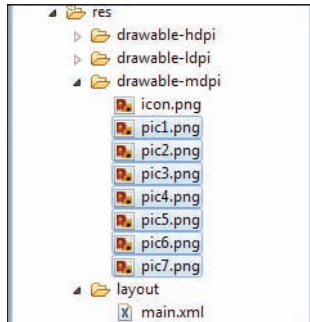 res
drawable-hdpi
drawable-ldpi
drawable-mdpi
icon.png
pic1.png
pic2.png
pic3.png
pic4.png
pic5.png
pic6.png
pic7.png
layout
main.xml